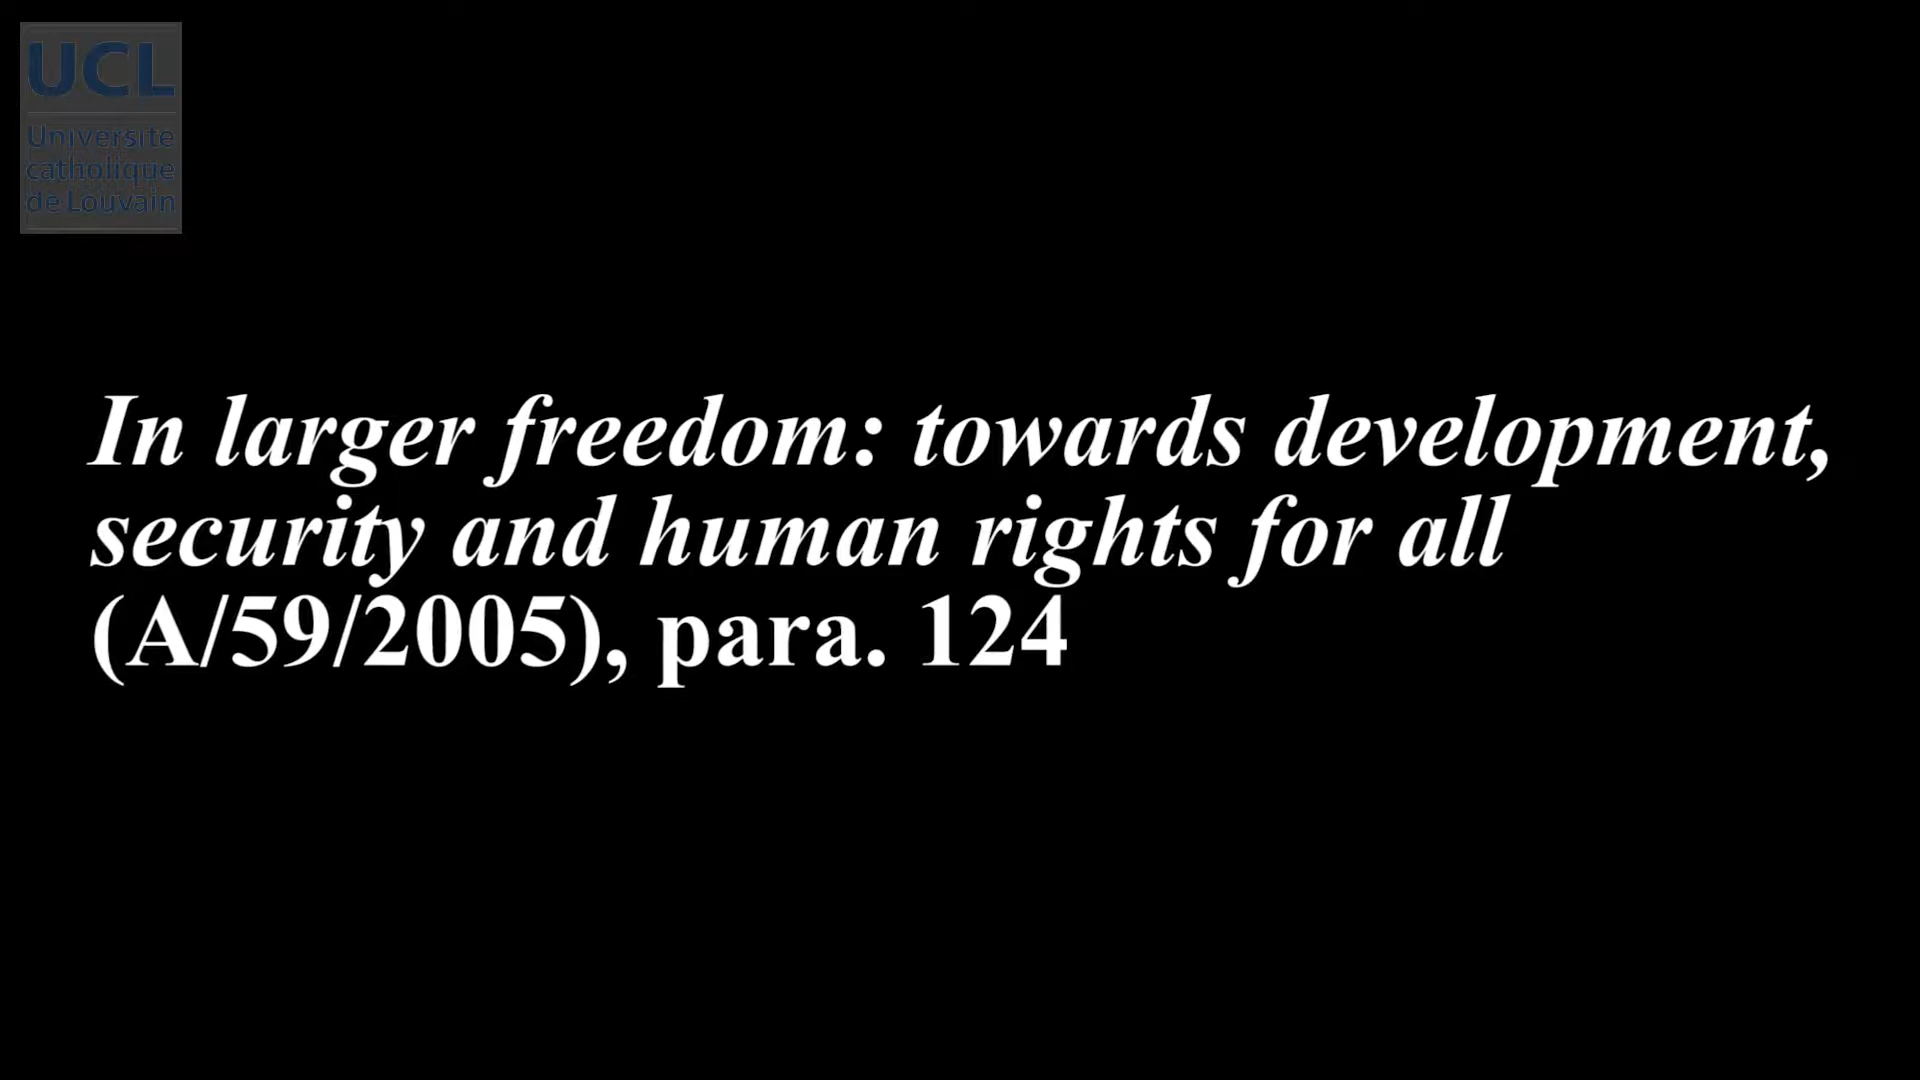 UCL
Université
catholique
de Louvain
In larger freedom: towards development,
security and human rights for all
(A/59/2005), para. 124